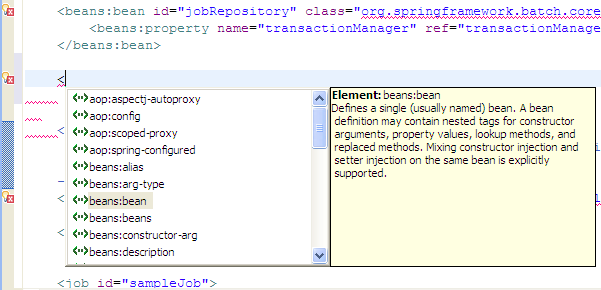 <beans:bean id="jobRepository" class="org.springframework.batch.core
<beans:property name="transactionManager" ref="transactionMa
</beans:bean>
<
aop:aspectj-autoproxy
aop:config
aop:scoped-proxy
aop:spring-configured
beans:alias
beans:arg-type
beans:bean
beans:beans
beans:constructor-arg
beans:description
Element: beans:bean
Defines a single (usually named) bean. A bean
definition may contain nested tags for constructor
arguments, property values, lookup methods, and
replaced methods. Mixing constructor injection and
setter injection on the same bean is explicitly
supported.
<
<
<
<job id="sampleJob">